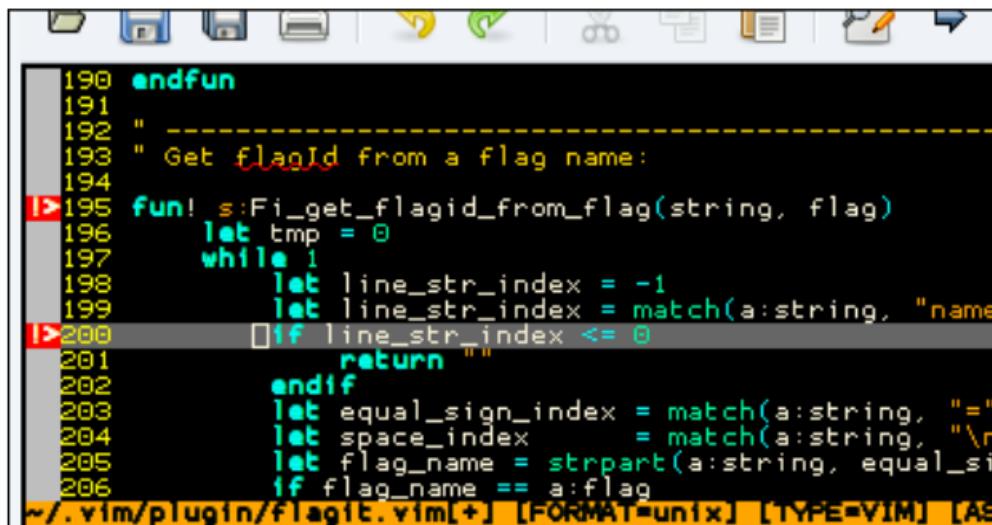 190 endfun
191
192 " -------------------------------------------------
193 " Get flagId from a flag name:
194
|>195 fun! s:Fi_get_flagid_from_flag(string, flag)
196     let tmp = 0
197     while 1
198         let line_str_index = -1
199         let line_str_index = match(a:string, "name
|>200        if line_str_index <= 0
201             return ""
202         endif
203         let equal_sign_index = match(a:string, "="
204         let space_index      = match(a:string, "\n
205         let flag_name = strpart(a:string, equal_si
206         if flag_name == a:flag
~/.vim/plugin/flagit.vim[+] [FORMAT=unix] [TYPE=VIM] [AS